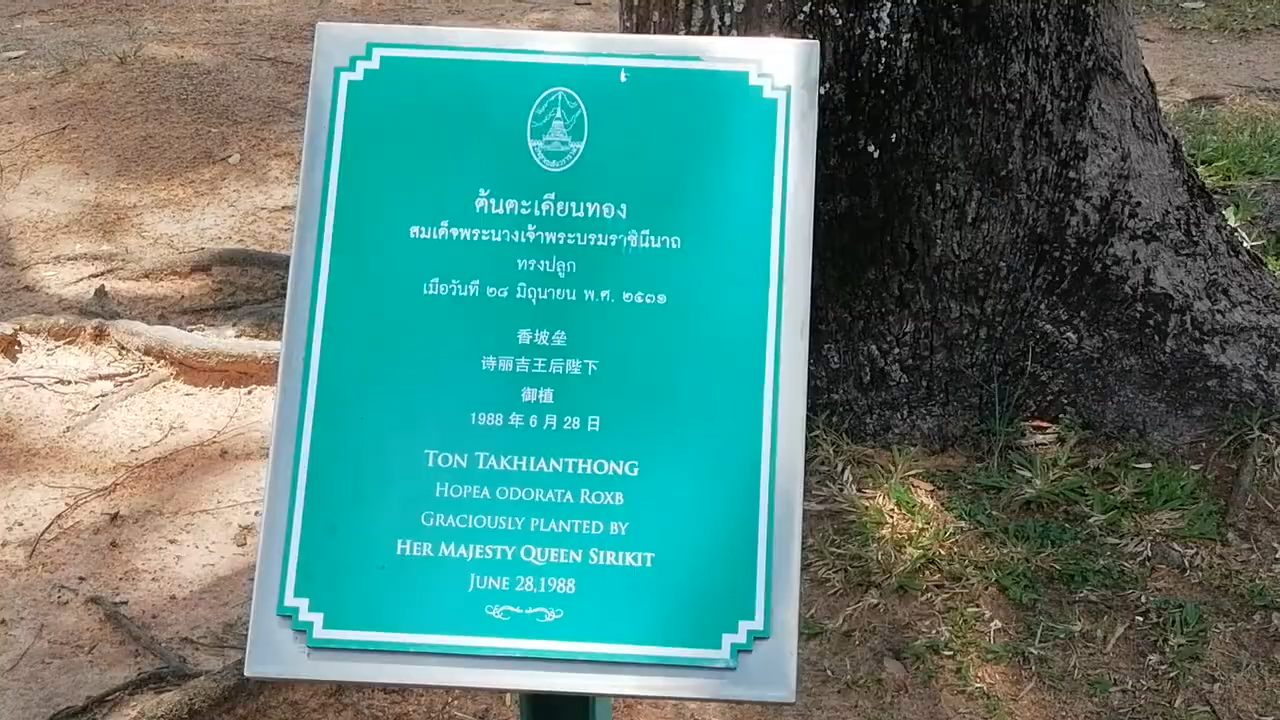 ต้นตะเคียนทอง
สมเด็จพระนางเจ้าพระบรมราชินีนาถ
ทรงปลูก
เมื่อวันที่ ๒๘ มิถุนายน พ.ศ. ๒๕๓๑
香坡垒
诗丽吉王后陛下
御植
1988 年 6 月 28 日
TON TAKHIANTHONG
HOPEA ODORATA ROXB
GRACIOUSLY PLANTED BY
HER MAJESTY QUEEN SIRIKIT
JUNE 28,1988